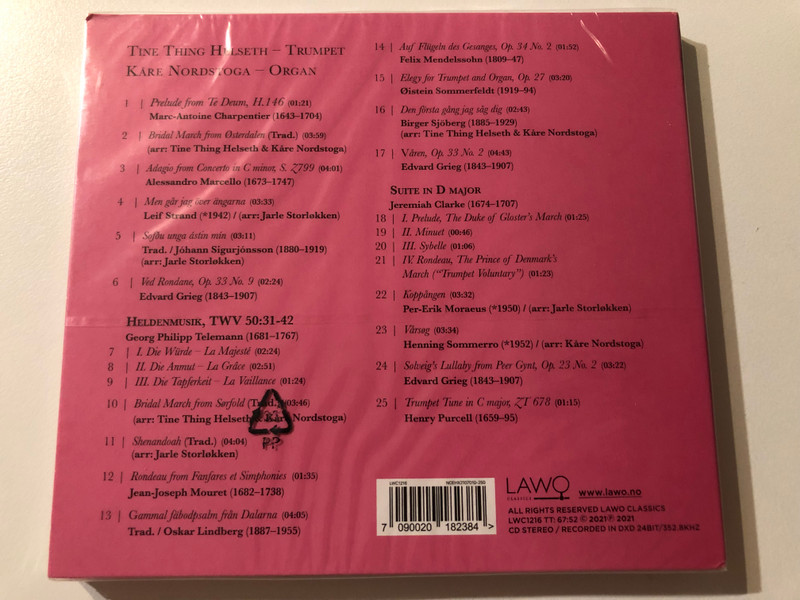 Tine Thing Helseth – Trumpet
Kåre Nordstoga – Organ
1 | Prelude from Te Deum, H.146 (01:21)
Marc-Antoine Charpentier (1643–1704)
2 | Bridal March from Østerdalen (Trad.) (03:59)
(arr: Tine Thing Helseth & Kåre Nordstoga)
3 | Adagio from Concerto in C minor, S. Z799 (04:01)
Alessandro Marcello (1673–1747)
4 | Men går jag över ängarna (03:33)
Leif Strand (*1942) / (arr: Jarle Storløkken)
5 | Sofðu unga ástin mín (03:11)
Trad. / Jóhann Sigurjónsson (1880–1919)
(arr: Jarle Storløkken)
6 | Ved Rondane, Op. 33 No. 9 (02:24)
Edvard Grieg (1843–1907)
Heldenmusik, TWV 50:31-42
Georg Philipp Telemann (1681–1767)
7 | I. Die Würde – La Majesté (02:24)
8 | II. Die Anmut – La Grâce (02:51)
9 | III. Die Tapferkeit – La Vaillance (01:24)
10 | Bridal March from Sørfold (Trad.) (03:46)
(arr: Tine Thing Helseth & Kåre Nordstoga)
11 | Shenandoah (Trad.) (04:04)
(arr: Jarle Storløkken)
12 | Rondeau from Fanfares et Simphonies (01:35)
Jean-Joseph Mouret (1682–1738)
13 | Gammal fäbodpsalm från Dalarna (04:05)
Trad. / Oskar Lindberg (1887–1955)
PP
14 | Auf Flügeln des Gesanges, Op. 34 No. 2 (01:52)
Felix Mendelssohn (1809–47)
15 | Elegy for Trumpet and Organ, Op. 27 (03:20)
Øistein Sommerfeldt (1919–94)
16 | Den första gång jag såg dig (02:43)
Birger Sjöberg (1885–1929)
(arr: Tine Thing Helseth & Kåre Nordstoga)
17 | Våren, Op. 33 No. 2 (04:43)
Edvard Grieg (1843–1907)
Suite in D major
Jeremiah Clarke (1674–1707)
18 | I. Prelude, The Duke of Gloster's March (01:25)
19 | II. Minuet (00:46)
20 | III. Sybelle (01:06)
21 | IV. Rondeau, The Prince of Denmark's
March ("Trumpet Voluntary") (01:23)
22 | Koppången (03:32)
Per-Erik Moraeus (*1950) / (arr: Jarle Storløkken)
23 | Vårsøg (03:34)
Henning Sommerro (*1952) / (arr: Kåre Nordstoga)
24 | Solveig's Lullaby from Peer Gynt, Op. 23 No. 2 (03:22)
Edvard Grieg (1843–1907)
25 | Trumpet Tune in C major, ZT 678 (01:15)
Henry Purcell (1659–95)
LWC1216
7 090020 182384 >
LAWO
CLASSICS
www.lawo.no
ALL RIGHTS RESERVED LAWO CLASSICS
LWC1216 TT: 67:52 © 2021 ℗ 2021
CD STEREO / RECORDED IN DXD 24BIT/352.8KHZ